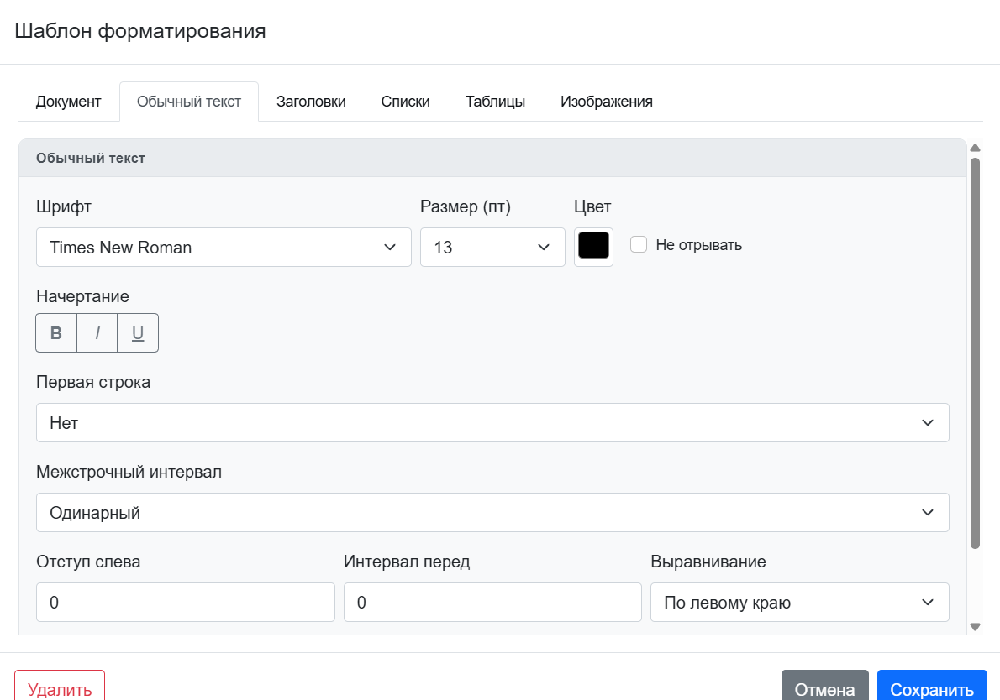 Шаблон форматирования
Документ Обычный текст Заголовки Списки Таблицы Изображения
Обычный текст
Шрифт Размер (пт) Цвет
Times New Roman 13 Не отрывать
Начертание
B I U
Первая строка
Нет
Межстрочный интервал
Одинарный
Отступ слева Интервал перед Выравнивание
0 0 По левому краю
Удалить Отмена Сохранить